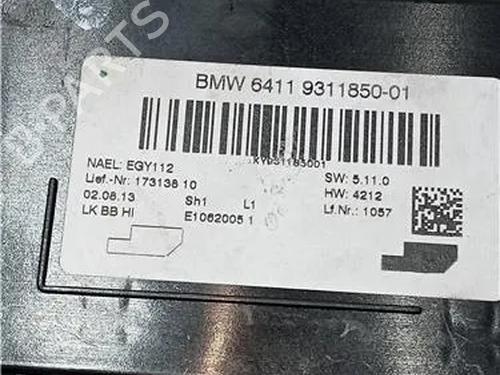 BMW 6411 9311850-01
KY931185001
NAEL: EGY112
SW: 5.11.0
Lief.-Nr: 173138 10
HW: 4212
02.08.13 Sh1 L1
Lf.Nr.: 1057
LK BB HI E1062005 1
B-PARTS